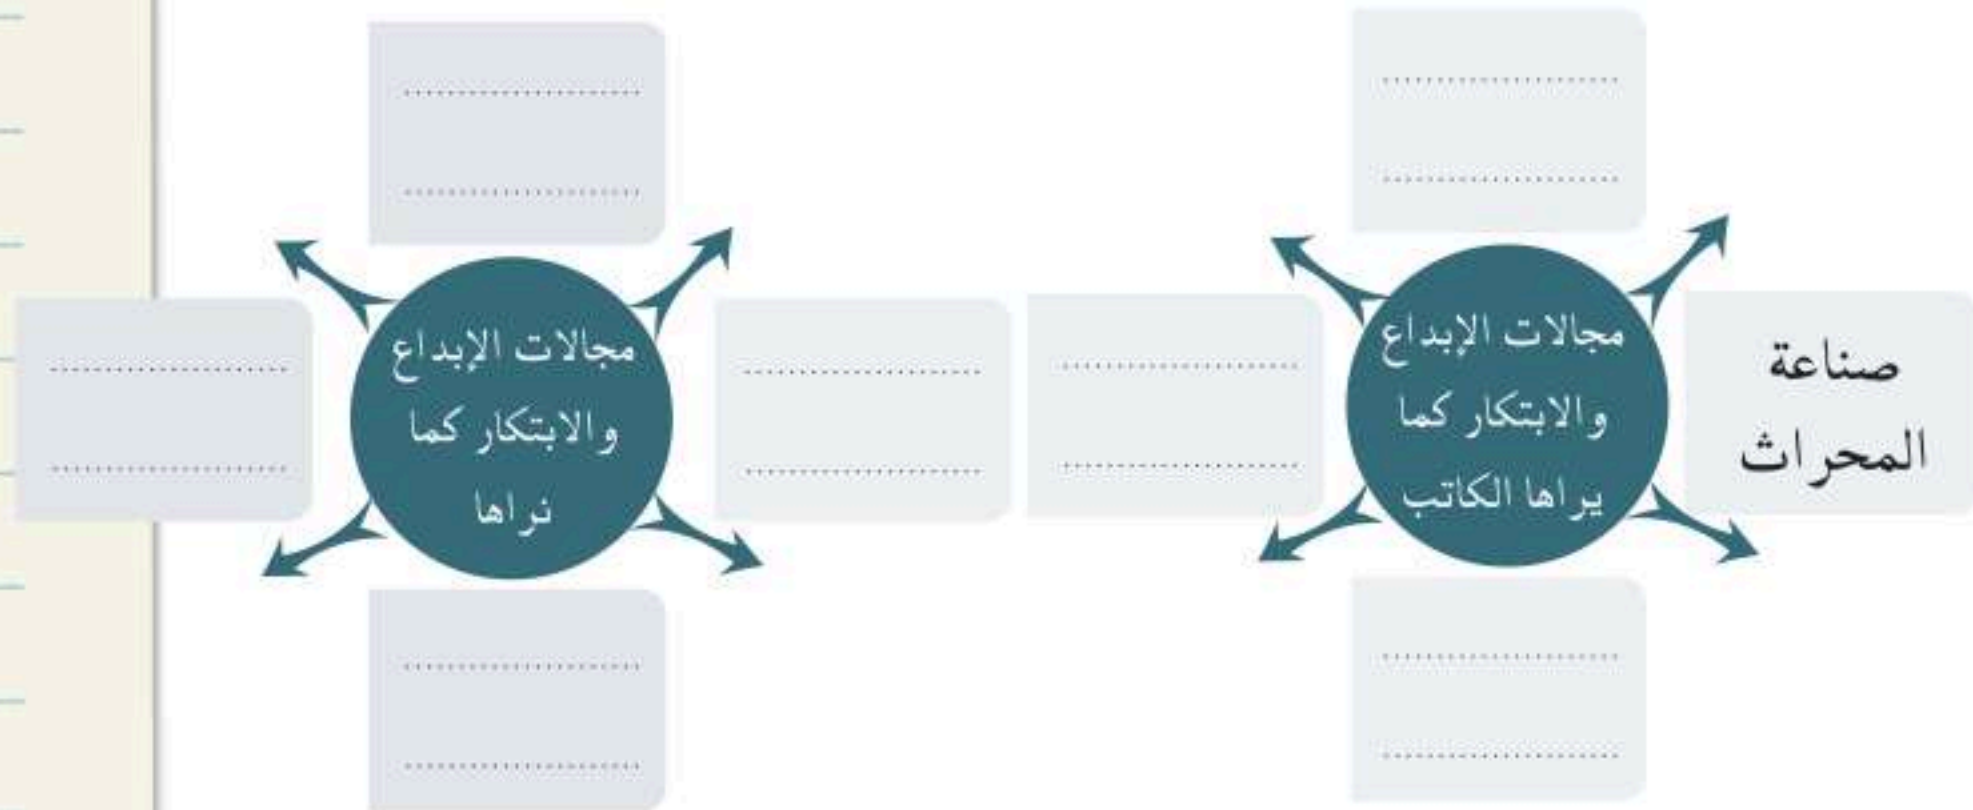 مجالات الإبداع
والابتكار كما
يراها الكاتب
صناعة
المحراث
مجالات الإبداع
والابتكار كما
نراها